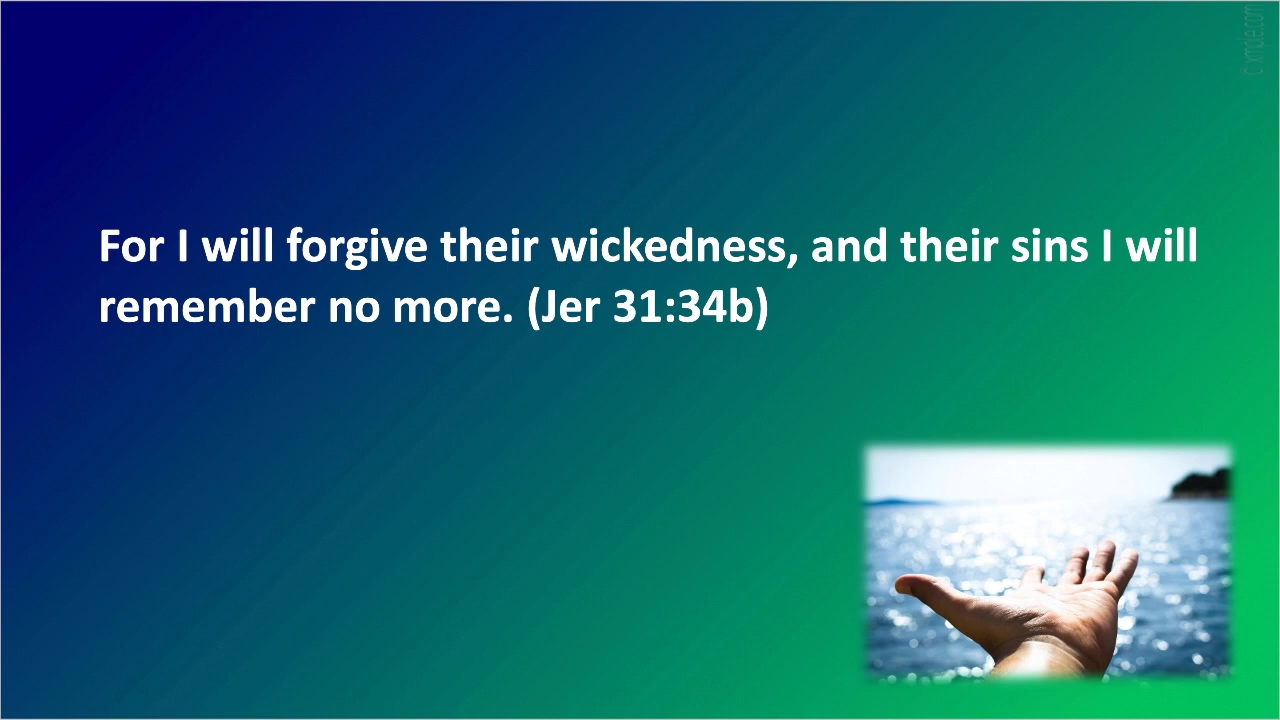 For I will forgive their wickedness, and their sins I will
remember no more. (Jer 31:34b)